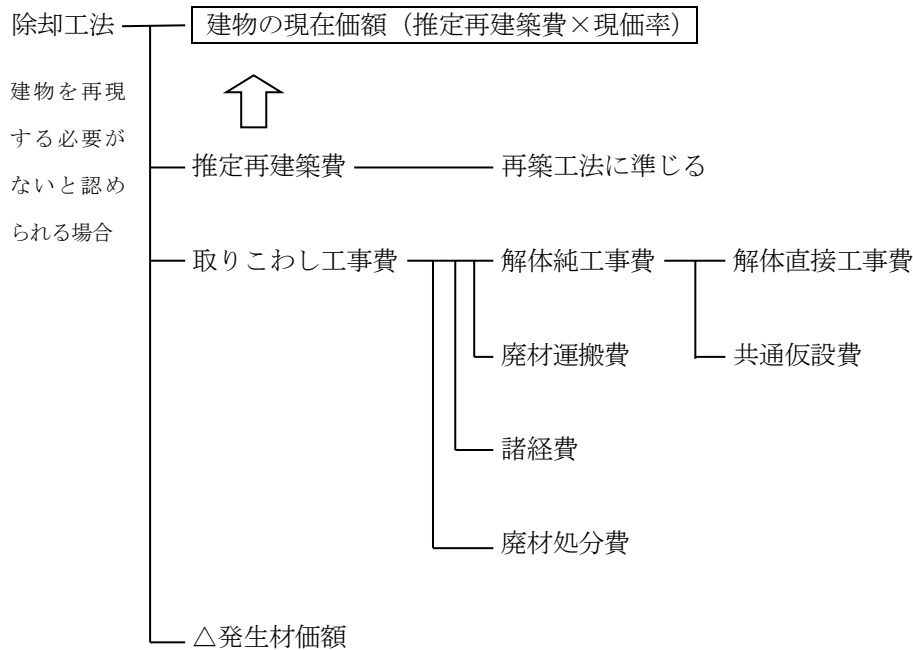 除却工法
建物の現在価額（推定再建築費×現価率）
建物を再現
する必要が
ないと認め
られる場合
推定再建築費
再築工法に準じる
取りこわし工事費
解体純工事費
解体直接工事費
廃材運搬費
共通仮設費
諸経費
廃材処分費
△発生材価額